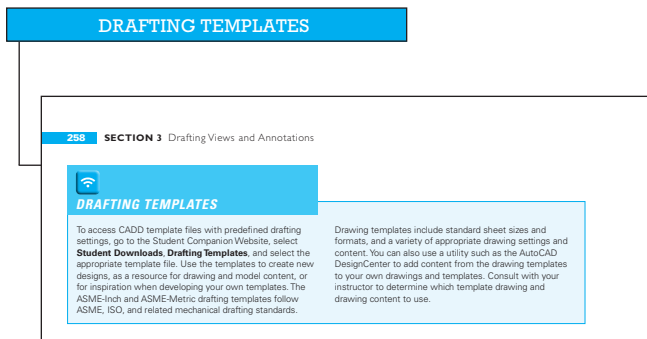 DRAFTING TEMPLATES
258 SECTION 3 Drafting Views and Annotations
DRAFTING TEMPLATES
To access CADD template files with predefined drafting
settings, go to the Student Companion Website, select
Student Downloads, Drafting Templates, and select the
appropriate template file. Use the templates to create new
designs, as a resource for drawing and model content, or
for inspiration when developing your own templates. The
ASME-Inch and ASME-Metric drafting templates follow
ASME, ISO, and related mechanical drafting standards.
Drawing templates include standard sheet sizes and
formats, and a variety of appropriate drawing settings and
content. You can also use a utility such as the AutoCAD
DesignCenter to add content from the drawing templates
to your own drawings and templates. Consult with your
instructor to determine which template drawing and
drawing content to use.